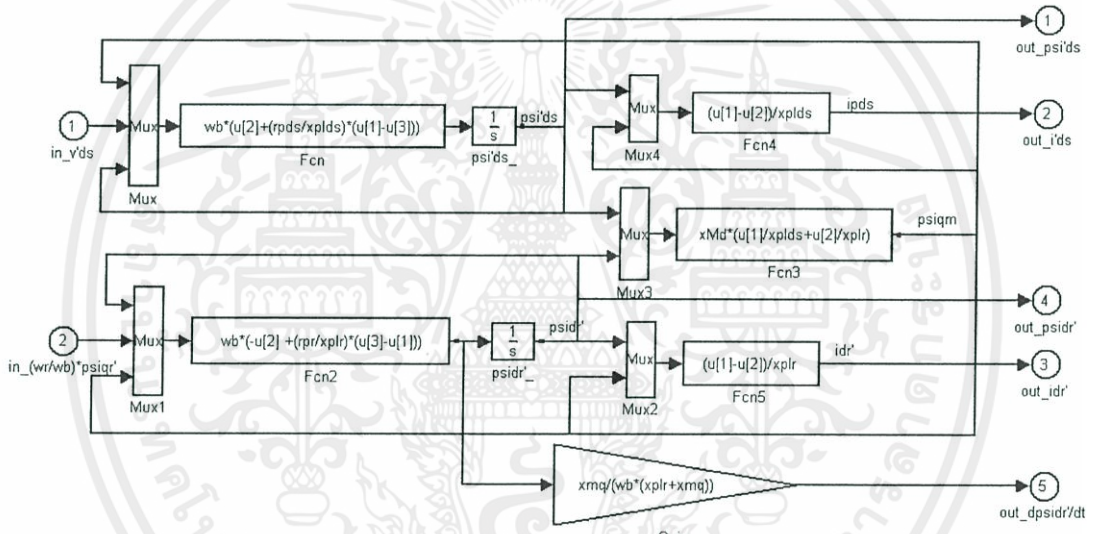 1
out_psi'ds
1
in_v'ds
Mux
Mux
wb*(u[2]+(rpds/xplds)*(u[1]-u[3]))
Fcn
1
s
psi'ds_
psi'ds
Mux
Mux4
(u[1]-u[2])/xplds
Fcn4
ipds
2
out_i'ds
Mux
Mux3
xMd*(u[1]/xplds+u[2]/xplr)
Fcn3
psiqm
4
out_psidr'
2
in_(wr/wb)*psiqr'
Mux
Mux1
wb*(-u[2] +(rpr/xplr)*(u[3]-u[1]))
Fcn2
1
s
psidr'_
psidr'
Mux
Mux2
(u[1]-u[2])/xplr
Fcn5
idr'
3
out_idr'
xmq/(wb*(xplr+xmq))
5
out_dpsidr'/dt